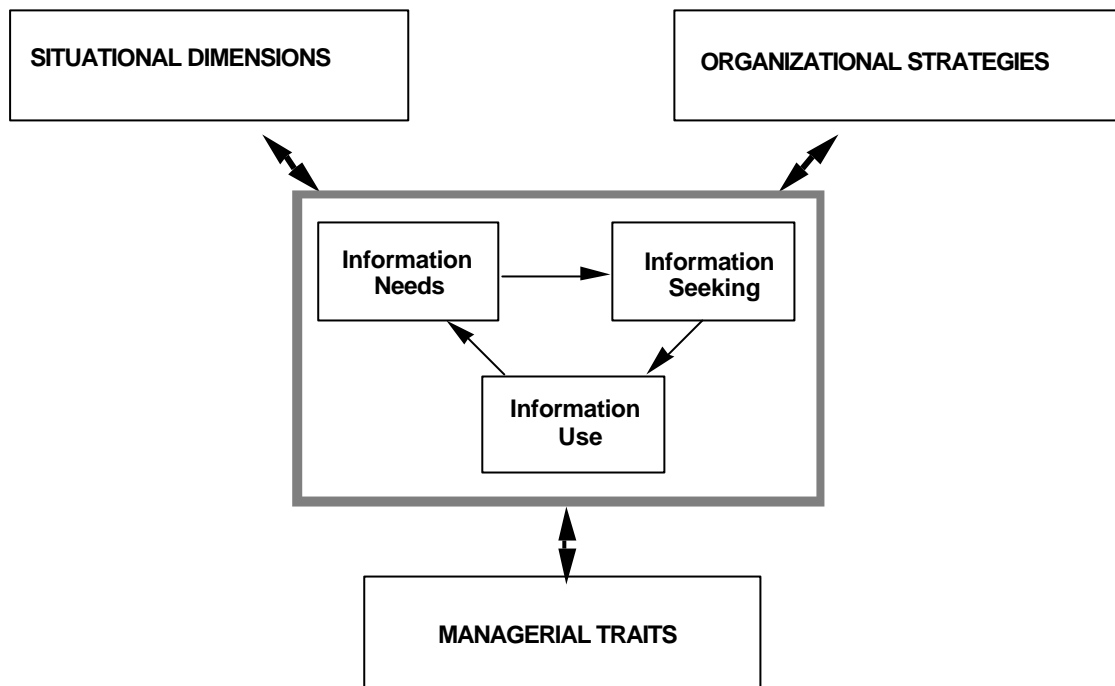 SITUATIONAL DIMENSIONS
ORGANIZATIONAL STRATEGIES
Information
Needs
Information
Seeking
Information
Use
MANAGERIAL TRAITS